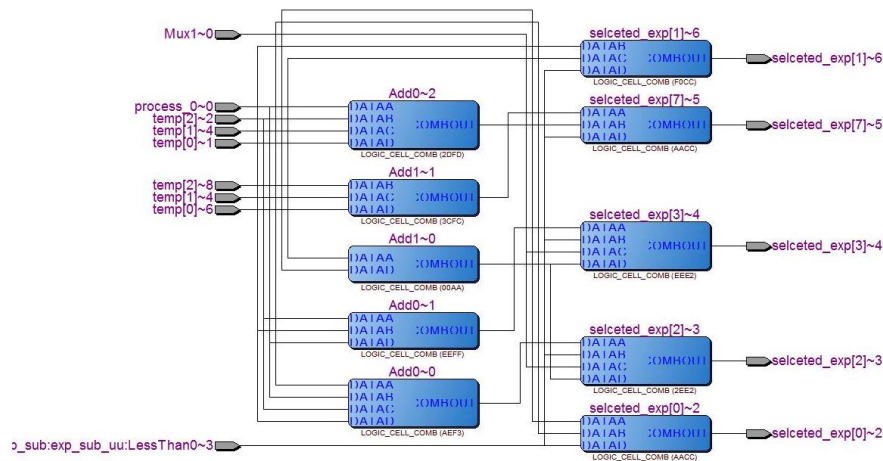 Mux1~0
process_0~0
temp[2]~2
temp[1]~4
temp[0]~1
temp[2]~8
temp[1]~4
temp[0]~6
o_sub:exp_sub_uu:LessThan0~3
Add0~2
DATAA
DATAB
DATAC
DATAD
COMBOUT
LOGIC_CELL_COMB (2DFD)
Add1~1
DATAB
DATAC
DATAD
COMBOUT
LOGIC_CELL_COMB (3CFC)
Add1~0
DATAA
DATAD
COMBOUT
LOGIC_CELL_COMB (00AA)
Add0~1
DATAA
DATAB
DATAD
COMBOUT
LOGIC_CELL_COMB (EEFF)
Add0~0
DATAA
DATAB
DATAC
DATAD
COMBOUT
LOGIC_CELL_COMB (AEF3)
selceted_exp[1]~6
DATAB
DATAC
DATAD
COMBOUT
LOGIC_CELL_COMB (F0CC)
selceted_exp[7]~5
DATAA
DATAB
DATAD
COMBOUT
LOGIC_CELL_COMB (AACC)
selceted_exp[3]~4
DATAA
DATAB
DATAC
DATAD
COMBOUT
LOGIC_CELL_COMB (EEE2)
selceted_exp[2]~3
DATAA
DATAB
DATAC
DATAD
COMBOUT
LOGIC_CELL_COMB (2EE2)
selceted_exp[0]~2
DATAA
DATAB
DATAD
COMBOUT
LOGIC_CELL_COMB (AACC)
selceted_exp[1]~6
selceted_exp[7]~5
selceted_exp[3]~4
selceted_exp[2]~3
selceted_exp[0]~2